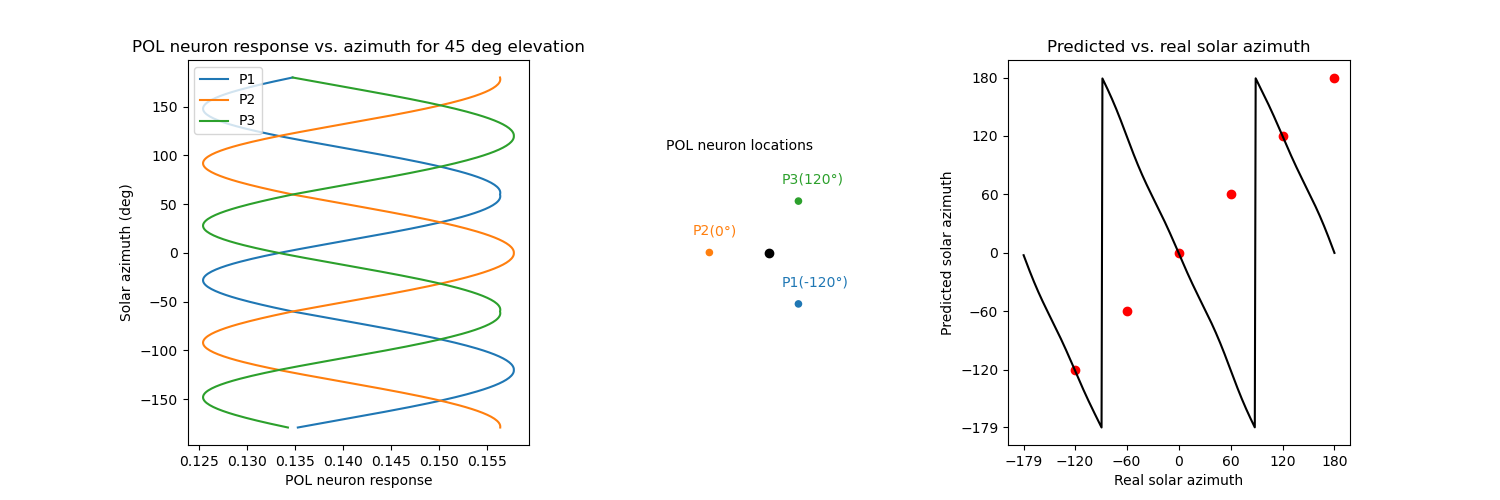 POL neuron response vs. azimuth for 45 deg elevation
P1
P2
P3
150
100
50
0
−50
−100
−150
Solar azimuth (deg)
0.125 0.130 0.135 0.140 0.145 0.150 0.155
POL neuron response
POL neuron locations
P3(120°)
P2(0°)
P1(-120°)
Predicted vs. real solar azimuth
180
120
60
0
−60
−120
−179
Predicted solar azimuth
−179 −120 −60 0 60 120 180
Real solar azimuth